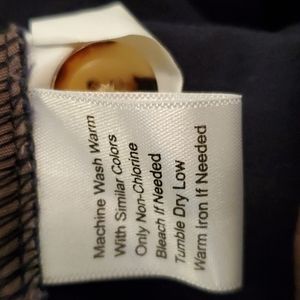 Machine Wash Warm
With Similar Colors
Only Non-Chlorine
Bleach If Needed
Tumble Dry Low
Warm Iron If Needed